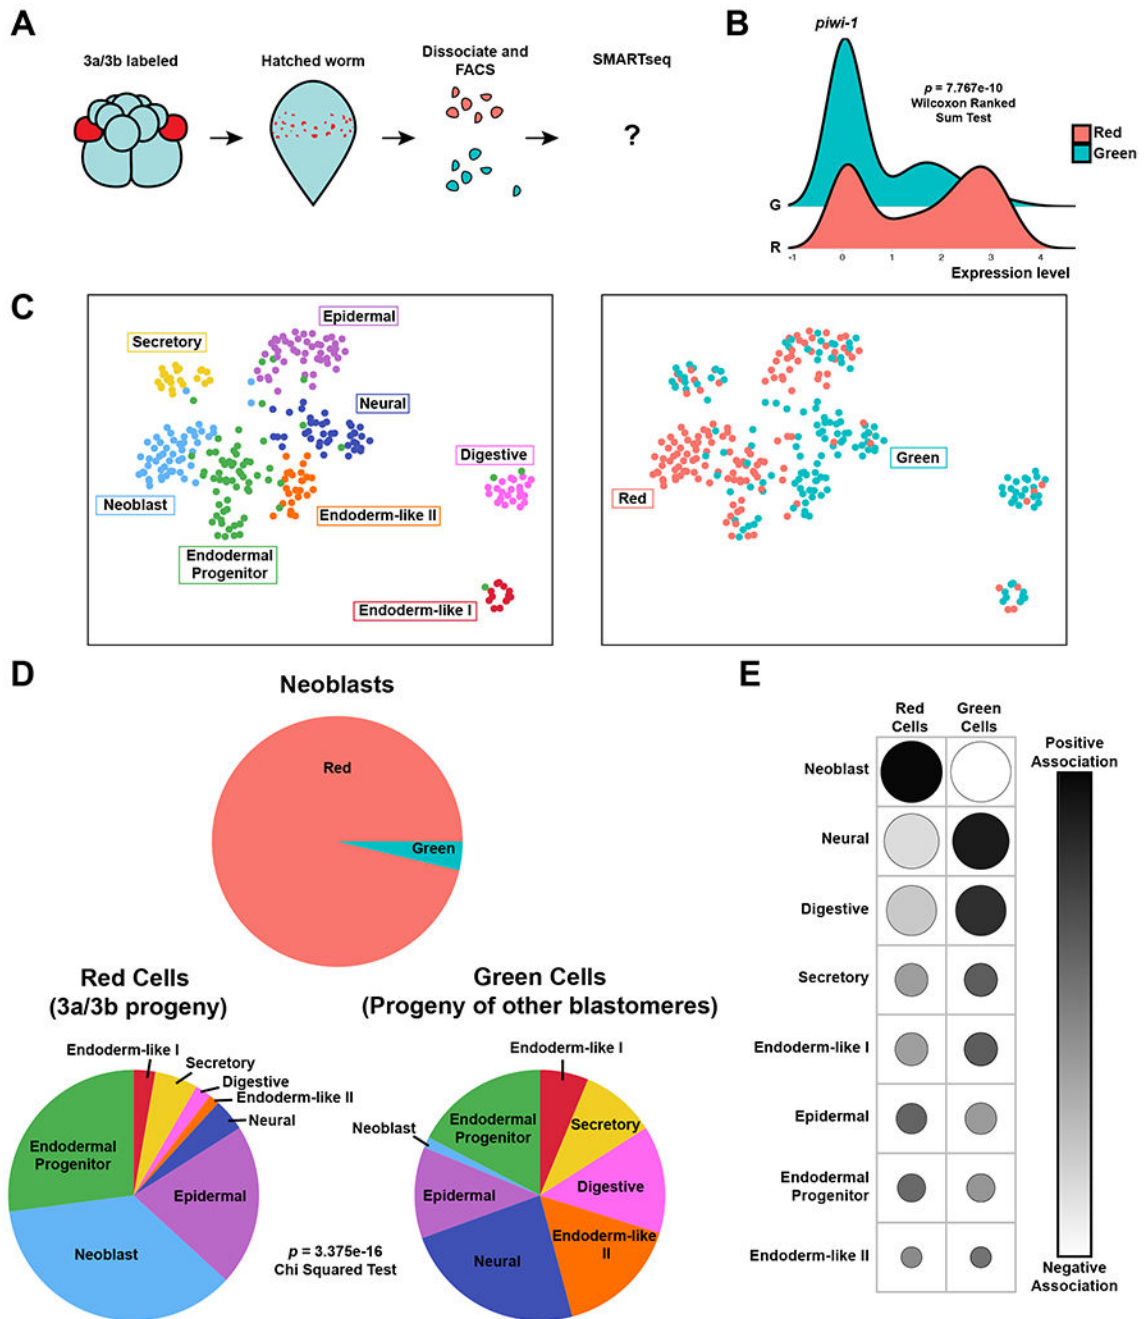 A
3a/3b labeled
Hatched worm
Dissociate and
FACS
SMARTseq
?
B
piwi-1
p = 7.767e-10
Wilcoxon Ranked
Sum Test
Red
Green
G
R
-1 0 1 2 3 4
Expression level
C
Secretory
Epidermal
Neural
Digestive
Neoblast
Endoderm-like II
Endodermal
Progenitor
Endoderm-like I
Green
Red
D
Neoblasts
Red
Green
Red Cells
(3a/3b progeny)
Endoderm-like I
Secretory
Digestive
Endoderm-like II
Neural
Endodermal
Progenitor
Epidermal
Neoblast
p = 3.375e-16
Chi Squared Test
Green Cells
(Progeny of other blastomeres)
Endoderm-like I
Endodermal
Progenitor
Secretory
Neoblast
Digestive
Epidermal
Endoderm-like
II
Neural
E
Red
Cells
Green
Cells
Positive
Association
Neoblast
Neural
Digestive
Secretory
Endoderm-like I
Epidermal
Endodermal
Progenitor
Endoderm-like II
Negative
Association